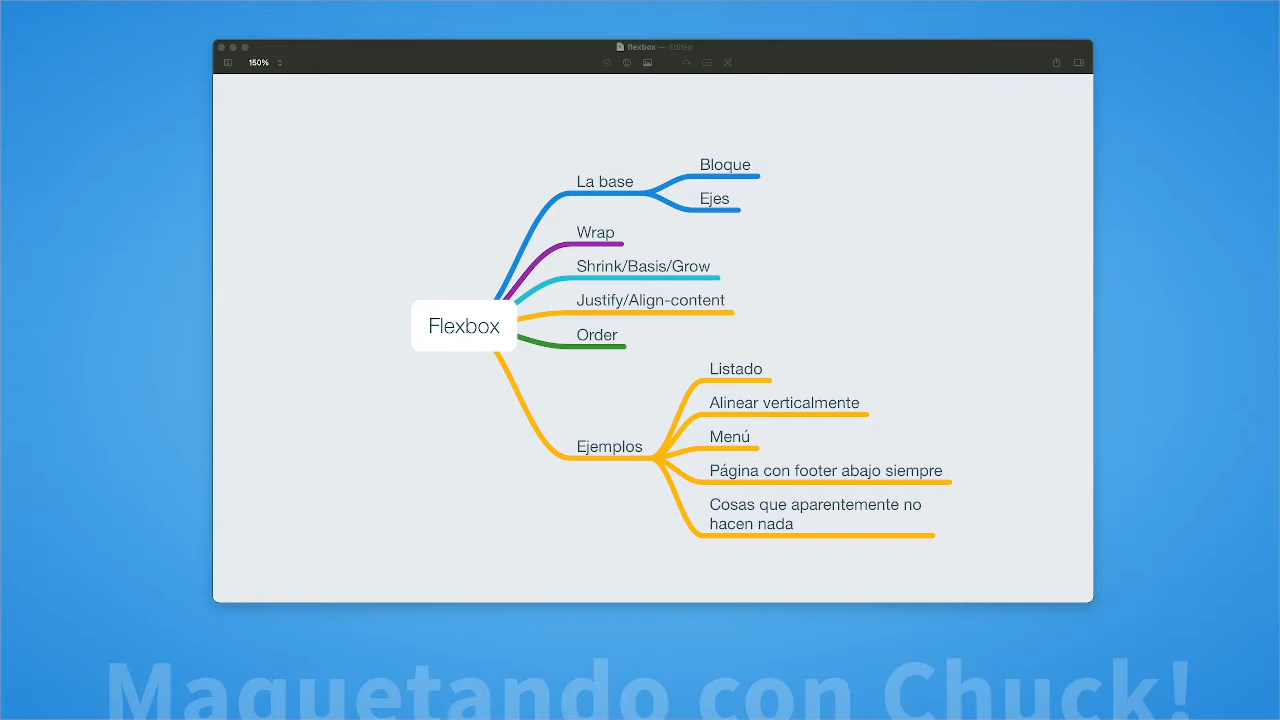 flexbox — Edited
150%
Bloque
La base
Ejes
Wrap
Shrink/Basis/Grow
Justify/Align-content
Flexbox
Order
Listado
Alinear verticalmente
Menú
Ejemplos
Página con footer abajo siempre
Cosas que aparentemente no
hacen nada
Maquetando con Chuck!